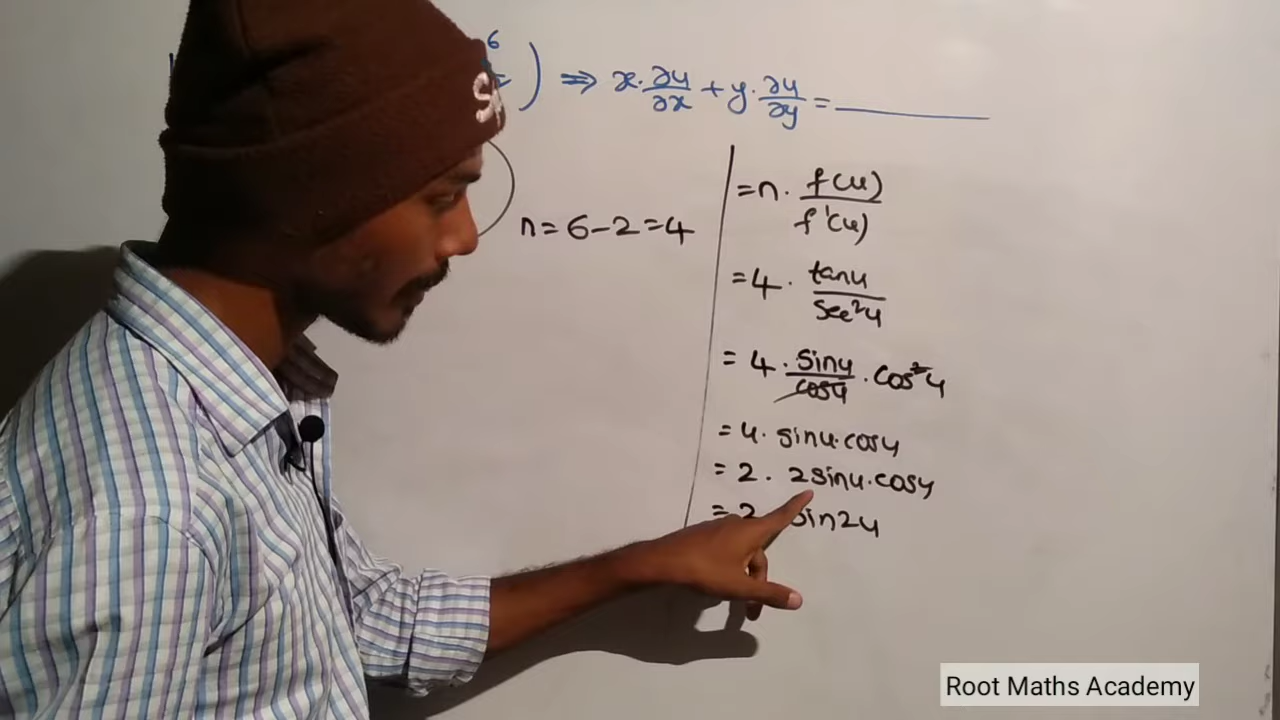 6
) ⇒ x·∂u/∂x + y·∂u/∂y = ________
n = 6 - 2 = 4
= n · f(u)/f'(u)
= 4 · tanu/sec²u
= 4 · sinu/cosu · cos²u
= 4 · sinu·cosu
= 2 · 2sinu·cosu
= 2 sin2u
Root Maths Academy